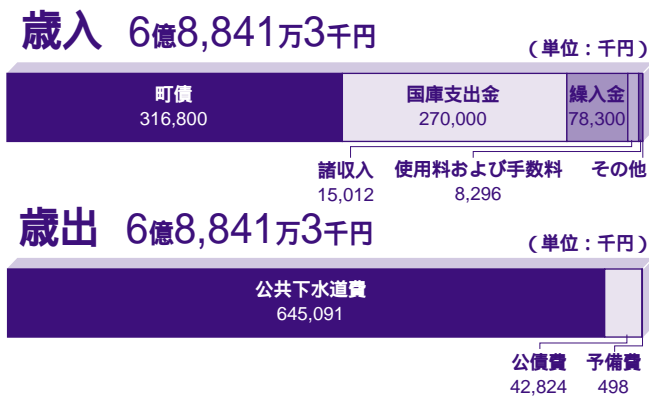 歳入 6億8,841万3千円
（単位：千円）
町債 国庫支出金 繰入金
316,800 270,000 78,300
諸収入 使用料および手数料 その他
15,012 8,296
歳出 6億8,841万3千円
（単位：千円）
公共下水道費
645,091
公債費 予備費
42,824 498